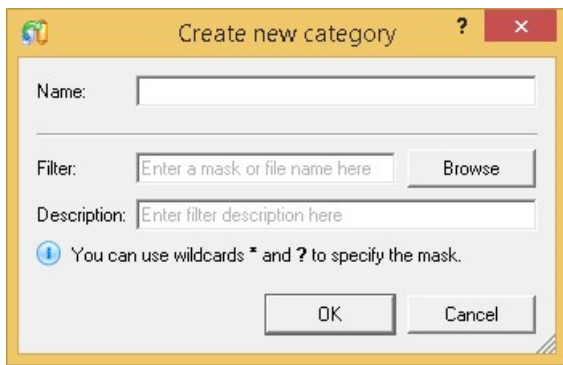 Create new category ? ×
Name:
Filter: Enter a mask or file name here Browse
Description: Enter filter description here
i You can use wildcards * and ? to specify the mask.
OK Cancel